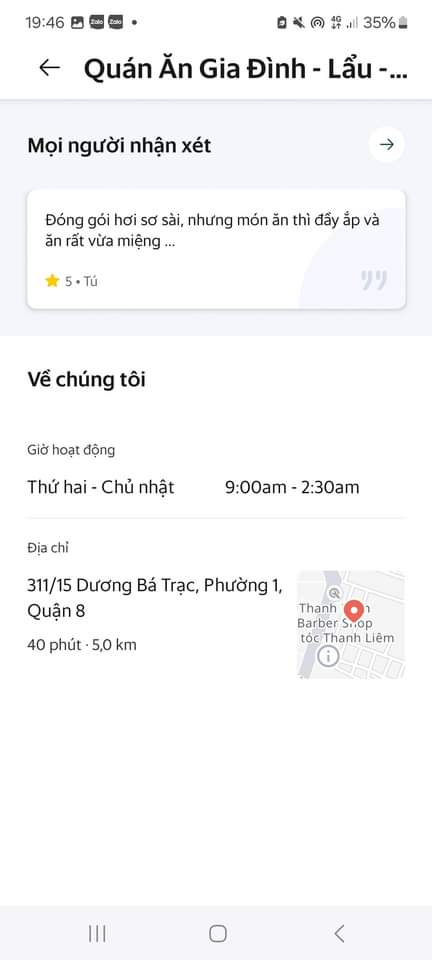 19:46 Zalo Zalo 4G 35%
Quán Ăn Gia Đình - Lẩu -...
Mọi người nhận xét
Đóng gói hơi sơ sài, nhưng món ăn thì đầy ắp và
ăn rất vừa miệng ...
5 • Tú
Về chúng tôi
Giờ hoạt động
Thứ hai - Chủ nhật 9:00am - 2:30am
Địa chỉ
311/15 Dương Bá Trạc, Phường 1,
Quận 8
40 phút · 5,0 km
Thanh
Barber Shop
tóc Thanh Liêm